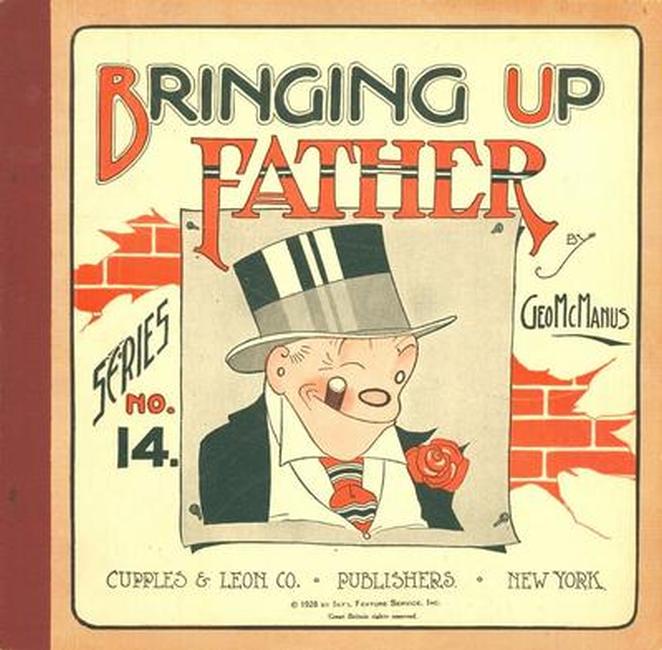 BRINGING UP
FATHER
BY
GEO MCMANUS
SERIES
NO.
14.
CUPPLES & LEON CO. • PUBLISHERS. • NEW YORK.
© 1928 BY INT'L FEATURE SERVICE, INC.
Great Britain rights reserved.